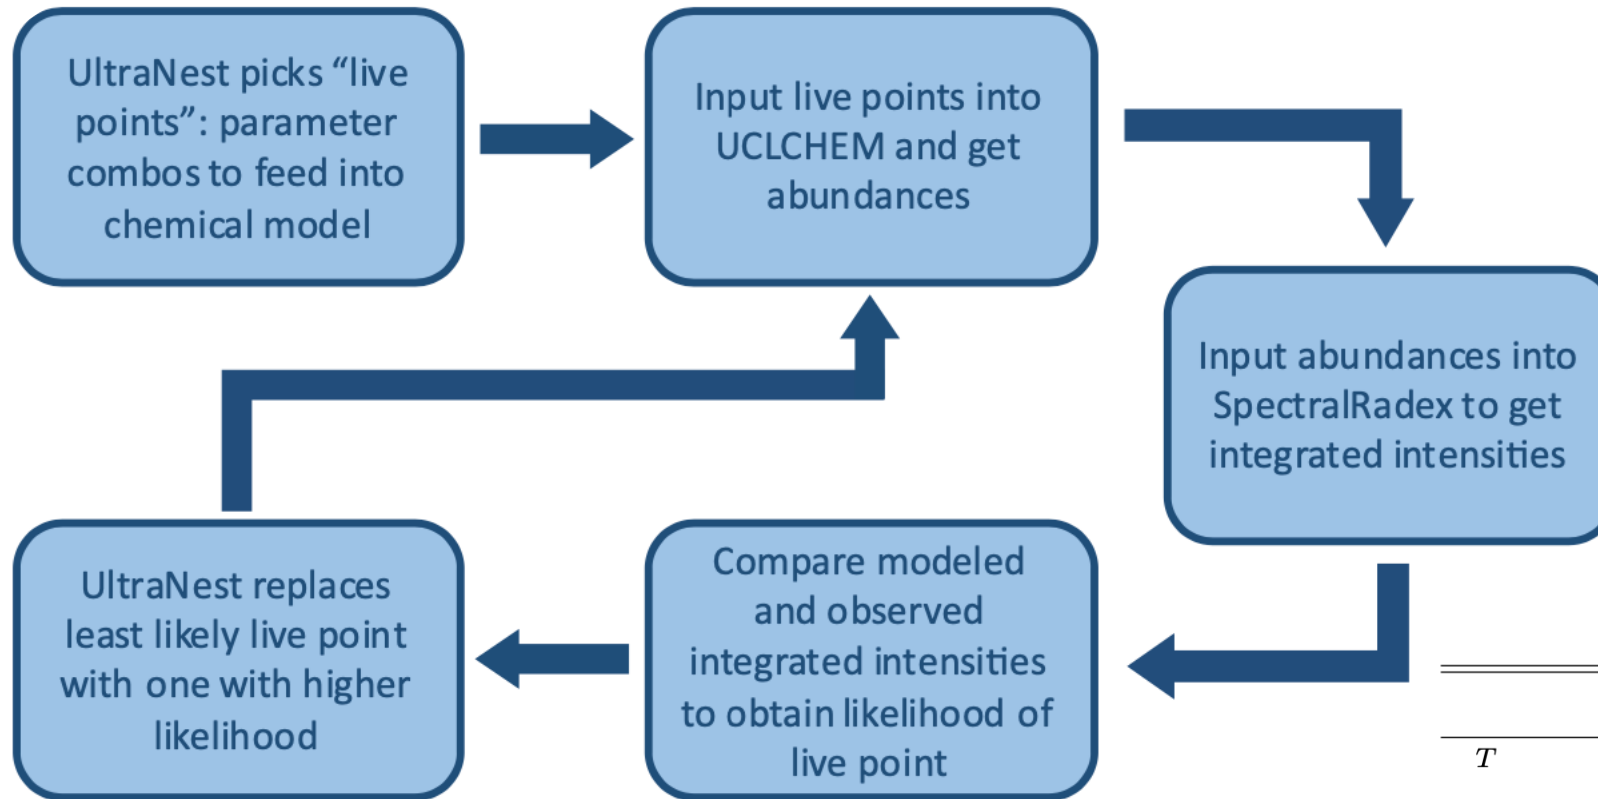 UltraNest picks “live
points”: parameter
combos to feed into
chemical model
Input live points into
UCLCHEM and get
abundances
Input abundances into
SpectralRadex to get
integrated intensities
Compare modeled
and observed
integrated intensities
to obtain likelihood of
live point
UltraNest replaces
least likely live point
with one with higher
likelihood
T